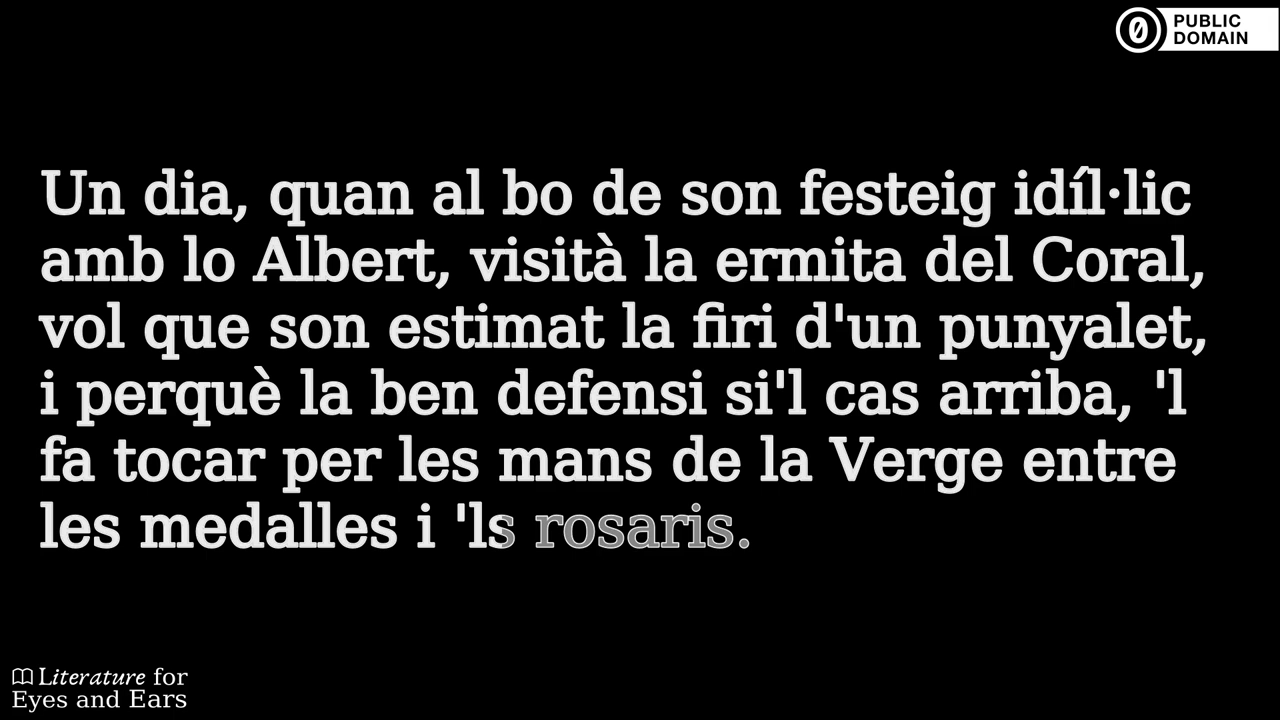 PUBLIC
DOMAIN
Un dia, quan al bo de son festeig idíl·lic
amb lo Albert, visità la ermita del Coral,
vol que son estimat la firi d'un punyalet,
i perquè la ben defensi si'l cas arriba, 'l
fa tocar per les mans de la Verge entre
les medalles i 'ls rosaris.
Literature for
Eyes and Ears